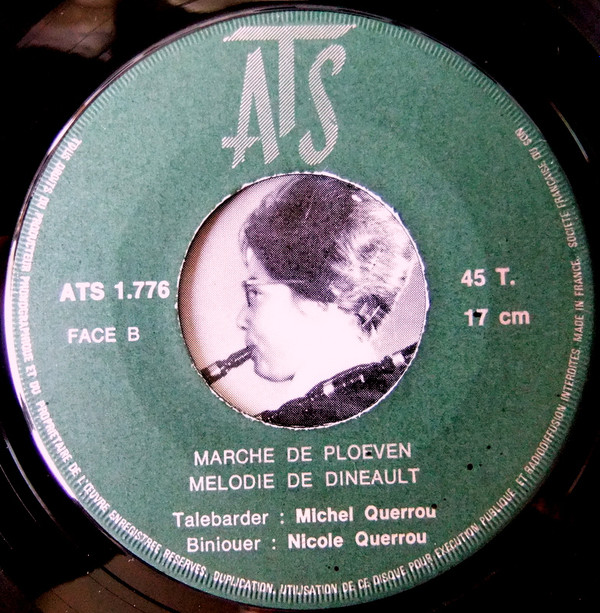 ATS
ATS 1.776
FACE B
45 T.
17 cm
MARCHE DE PLOEVEN
MELODIE DE DINEAULT
Talebarder : Michel Querrou
Biniouer : Nicole Querrou
TOUS DROITS DU PRODUCTEUR PHONOGRAPHIQUE ET DU PROPRIETAIRE DE L'ŒUVRE ENREGISTREE RESERVES, DUPLICATION, UTILISATION DE CE DISQUE POUR EXECUTION PUBLIQUE ET RADIODIFFUSION INTERDITES. MADE IN FRANCE. SOCIETE FRANÇAISE DU SON